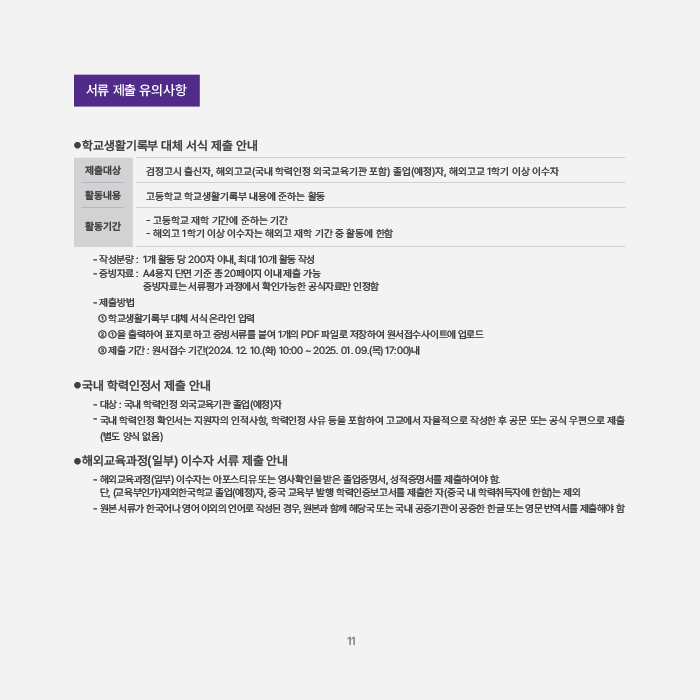 서류 제출 유의사항
●학교생활기록부 대체 서식 제출 안내
제출대상 검정고시 출신자, 해외고교(국내 학력인정 외국교육기관 포함) 졸업(예정)자, 해외고교 1학기 이상 이수자
활동내용 고등학교 학교생활기록부 내용에 준하는 활동
활동기간
- 고등학교 재학 기간에 준하는 기간
- 해외고 1학기 이상 이수자는 해외고 재학 기간 중 활동에 한함
- 작성분량 : 1개 활동 당 200자 이내, 최대 10개 활동 작성
- 증빙자료 : A4용지 단면 기준 총 20페이지 이내 제출 가능
증빙자료는 서류평가 과정에서 확인가능한 공식자료만 인정함
- 제출방법
① 학교생활기록부 대체 서식 온라인 입력
② ①을 출력하여 표지로 하고 증빙서류를 붙여 1개의 PDF 파일로 저장하여 원서접수사이트에 업로드
③ 제출 기간 : 원서접수 기간(2024. 12. 10.(화) 10:00 ~ 2025. 01. 09.(목) 17:00)내
●국내 학력인정서 제출 안내
- 대상 : 국내 학력인정 외국교육기관 졸업(예정)자
- 국내 학력인정 확인서는 지원자의 인적사항, 학력인정 사유 등을 포함하여 고교에서 자율적으로 작성한 후 공문 또는 공식 우편으로 제출
(별도 양식 없음)
●해외교육과정(일부) 이수자 서류 제출 안내
- 해외교육과정(일부) 이수자는 아포스티유 또는 영사확인을 받은 졸업증명서, 성적증명서를 제출하여야 함.
단, (교육부인가)재외한국학교 졸업(예정)자, 중국 교육부 발행 학력인증보고서를 제출한 자(중국 내 학력취득자에 한함)는 제외
- 원본 서류가 한국어나 영어 이외의 언어로 작성된 경우, 원본과 함께 해당국 또는 국내 공증기관이 공증한 한글 또는 영문 번역서를 제출해야 함
11